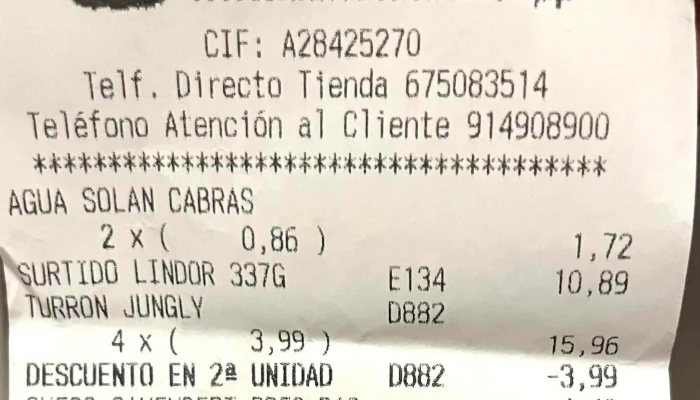 CIF: A28425270
Telf. Directo Tienda 675083514
Teléfono Atención al Cliente 914908900
****************************************
AGUA SOLAN CABRAS
2 x ( 0,86 ) 1,72
SURTIDO LINDOR 337G E134 10,89
TURRON JUNGLY D882
4 x ( 3,99 ) 15,96
DESCUENTO EN 2ª UNIDAD D882 -3,99